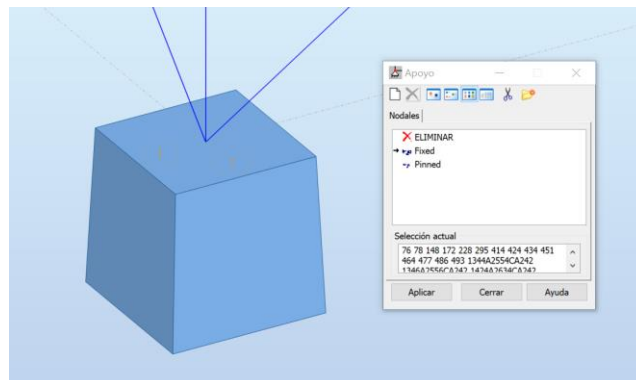 Apoyo
Nodales
ELIMINAR
Fixed
Pinned
Selección actual
76 78 148 172 228 295 414 424 434 451
464 477 486 493 1344A2554CA242
1346A2556CA242 1424A2634CA242
Aplicar Cerrar Ayuda